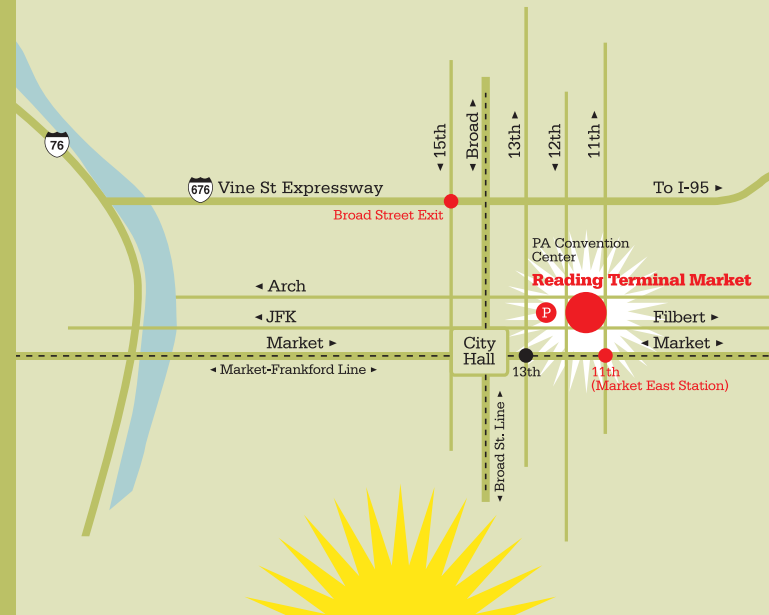 76
15th
Broad
13th
12th
11th
676
Vine St Expressway
To I-95
Broad Street Exit
PA Convention
Center
Reading Terminal Market
Arch
P
JFK
Filbert
Market
City
Hall
Market
Market-Frankford Line
13th
11th
(Market East Station)
Broad St. Line